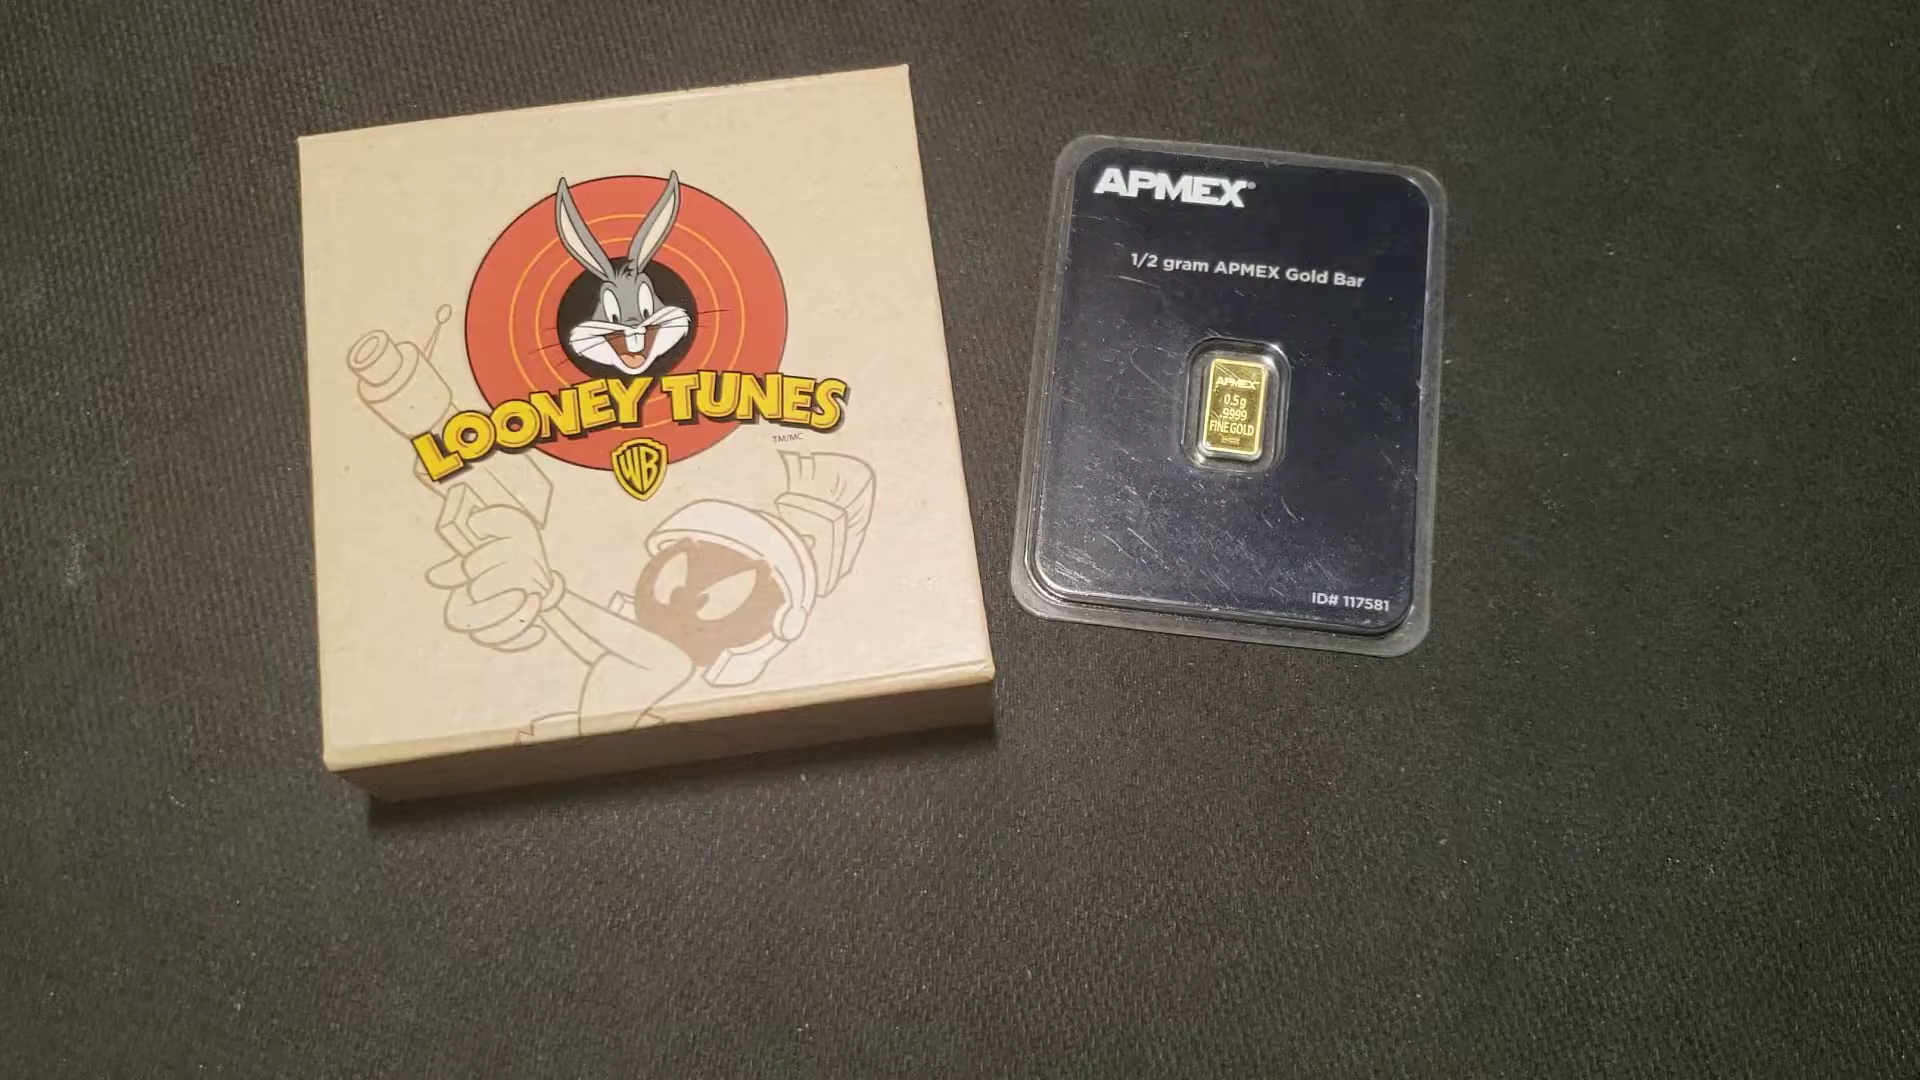 LOONEY TUNES
TM/MC
WB
APMEX®
1/2 gram APMEX Gold Bar
APMEX
0.5g
.9999
FINE GOLD
ID# 117581